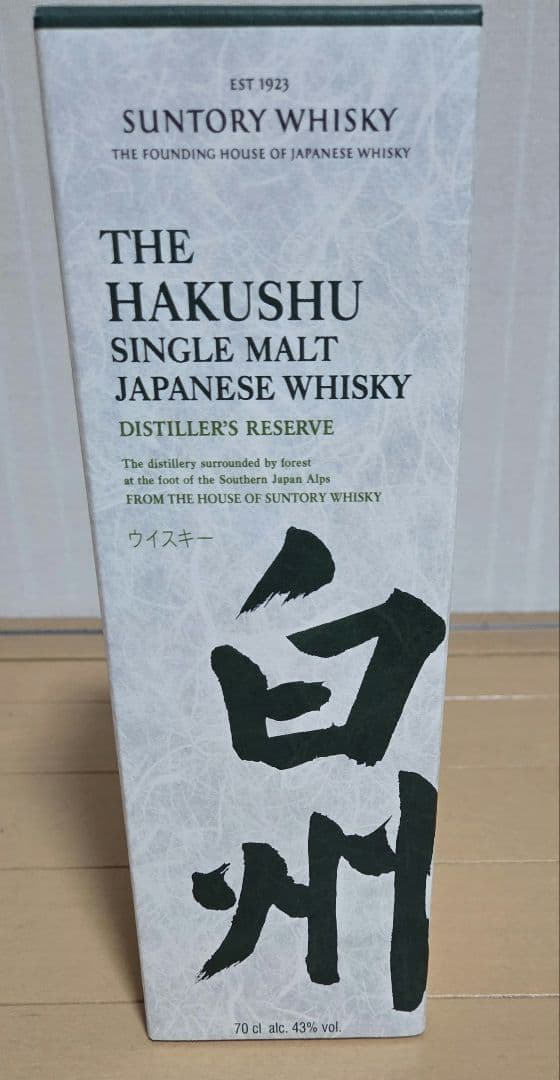 EST 1923
SUNTORY WHISKY
THE FOUNDING HOUSE OF JAPANESE WHISKY
THE
HAKUSHU
SINGLE MALT
JAPANESE WHISKY
DISTILLER'S RESERVE
The distillery surrounded by forest
at the foot of the Southern Japan Alps
FROM THE HOUSE OF SUNTORY WHISKY
ウイスキー
白
州
70 cl alc. 43% vol.